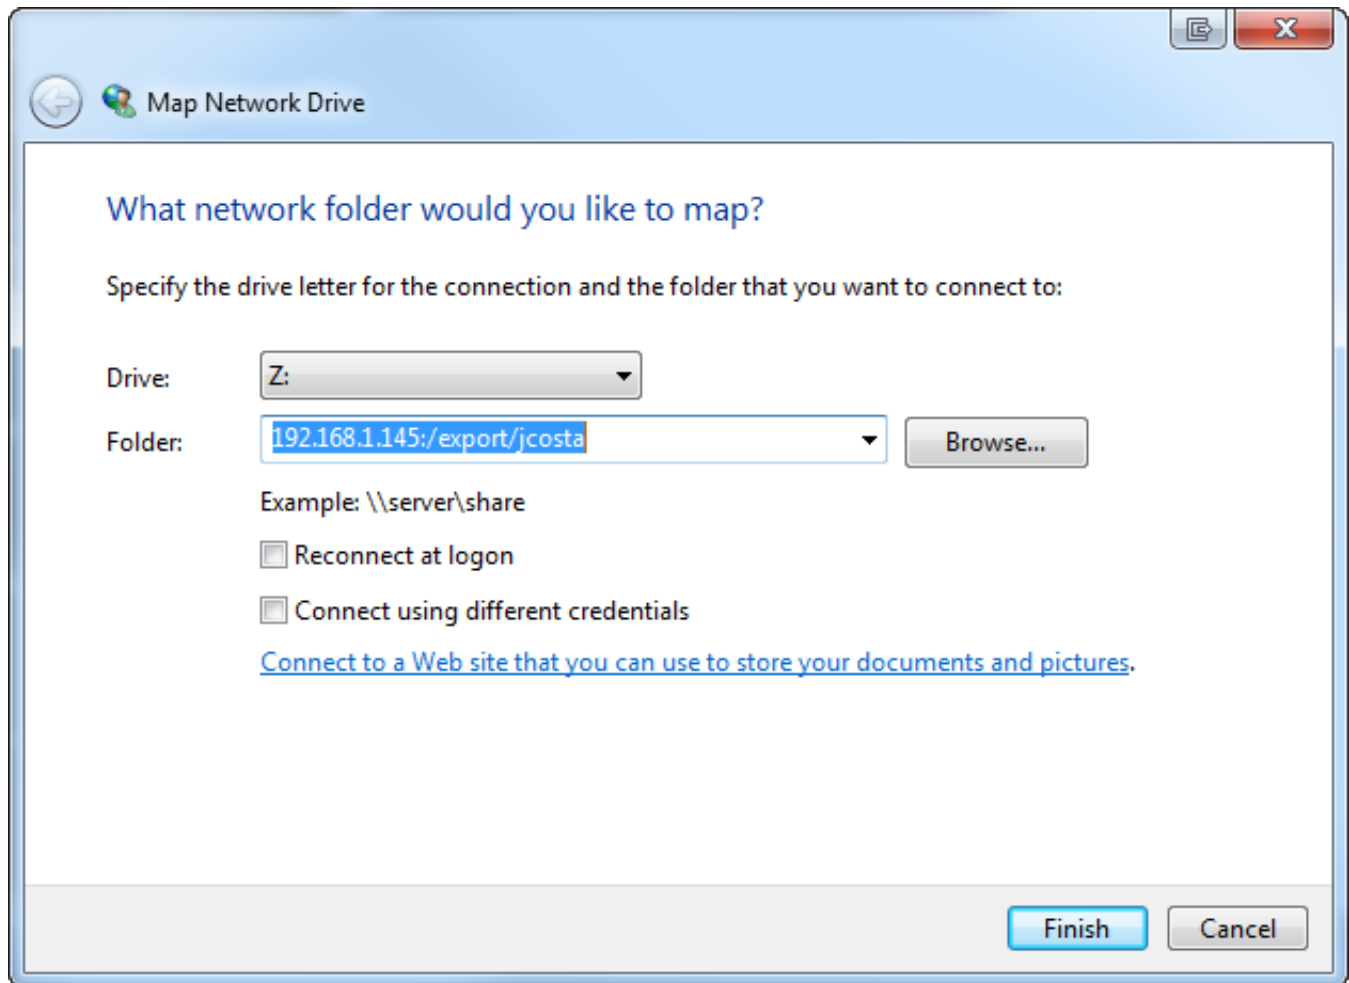 Map Network Drive
What network folder would you like to map?
Specify the drive letter for the connection and the folder that you want to connect to:
Drive: Z:
Folder: 192.168.1.145:/export/jcosta Browse...
Example: \\server\share
Reconnect at logon
Connect using different credentials
Connect to a Web site that you can use to store your documents and pictures.
Finish Cancel